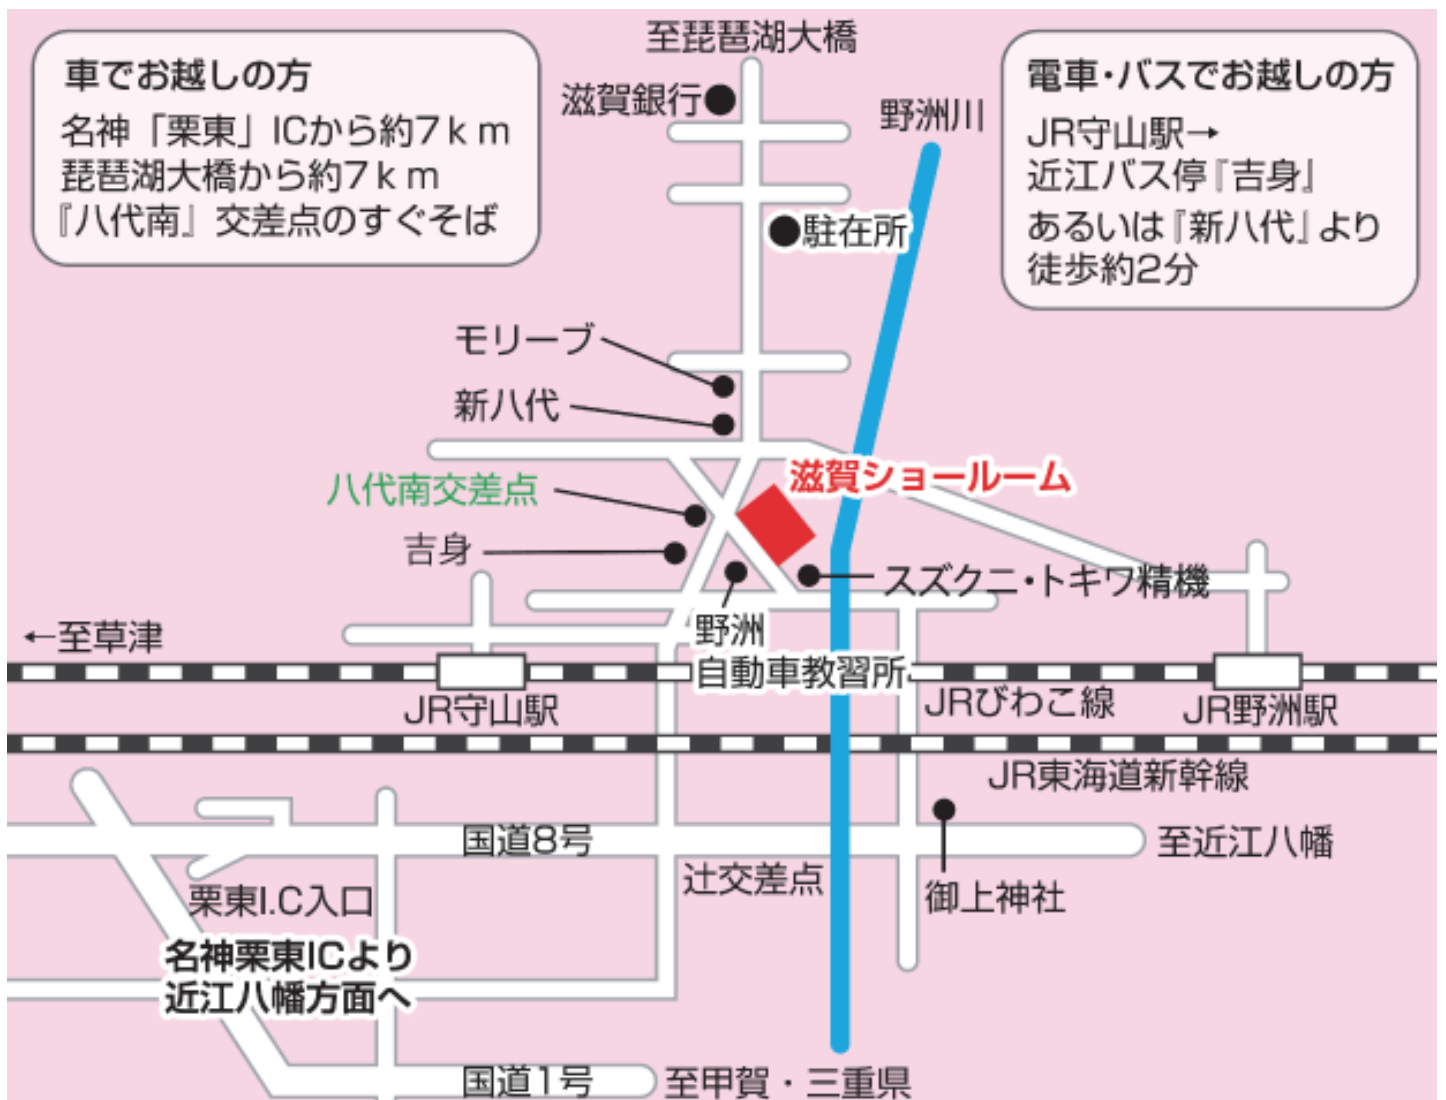 至琵琶湖大橋
車でお越しの方
名神「栗東」ICから約7km
琵琶湖大橋から約7km
『八代南』交差点のすぐそば
電車・バスでお越しの方
JR守山駅→
近江バス停『吉身』
あるいは『新八代』より
徒歩約2分
滋賀銀行
野洲川
駐在所
モリーブ
新八代
滋賀ショールーム
八代南交差点
吉身
スズクニ・トキワ精機
野洲
自動車教習所
←至草津
JR守山駅
JRびわこ線
JR野洲駅
JR東海道新幹線
国道8号
至近江八幡
辻交差点
御上神社
栗東I.C入口
名神栗東ICより
近江八幡方面へ
国道1号
至甲賀・三重県